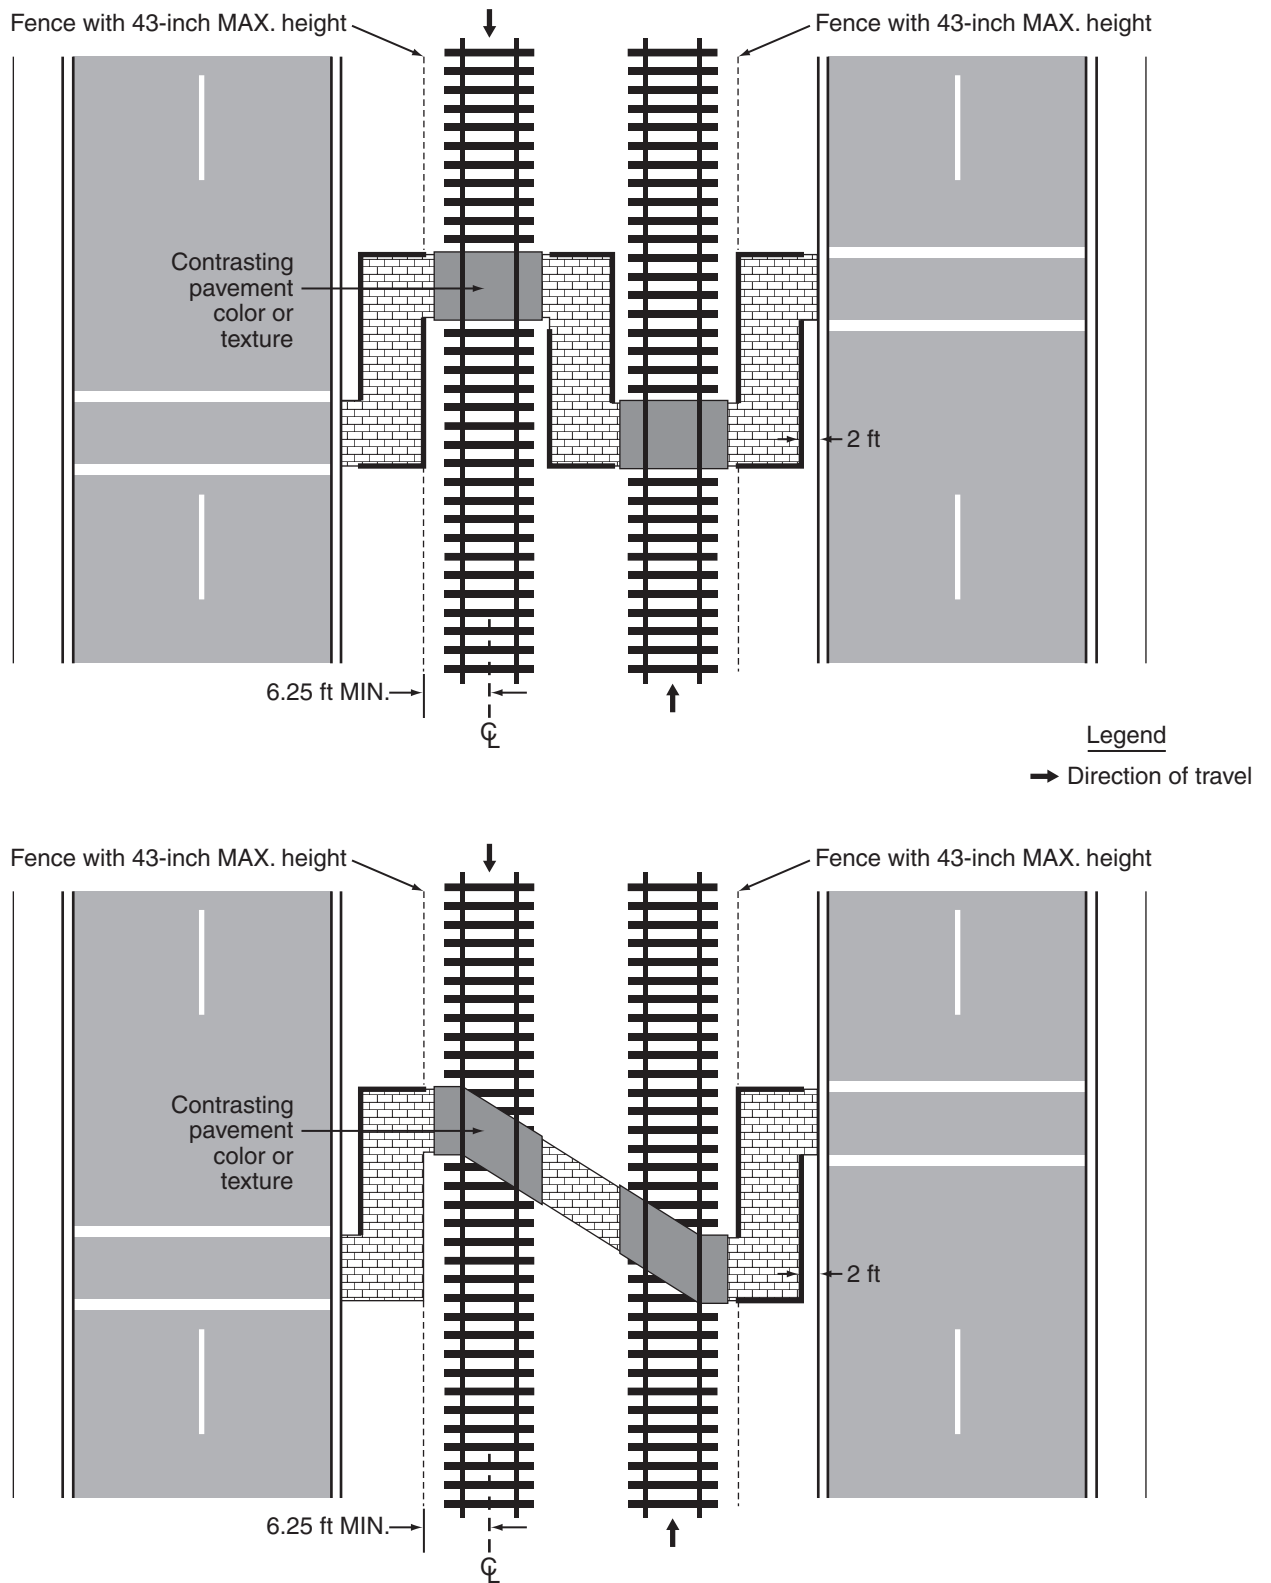 Fence with 43-inch MAX. height
Fence with 43-inch MAX. height
Contrasting
pavement
color or
texture
2 ft
6.25 ft MIN.
℄
Legend
Direction of travel
Fence with 43-inch MAX. height
Fence with 43-inch MAX. height
Contrasting
pavement
color or
texture
2 ft
6.25 ft MIN.
℄